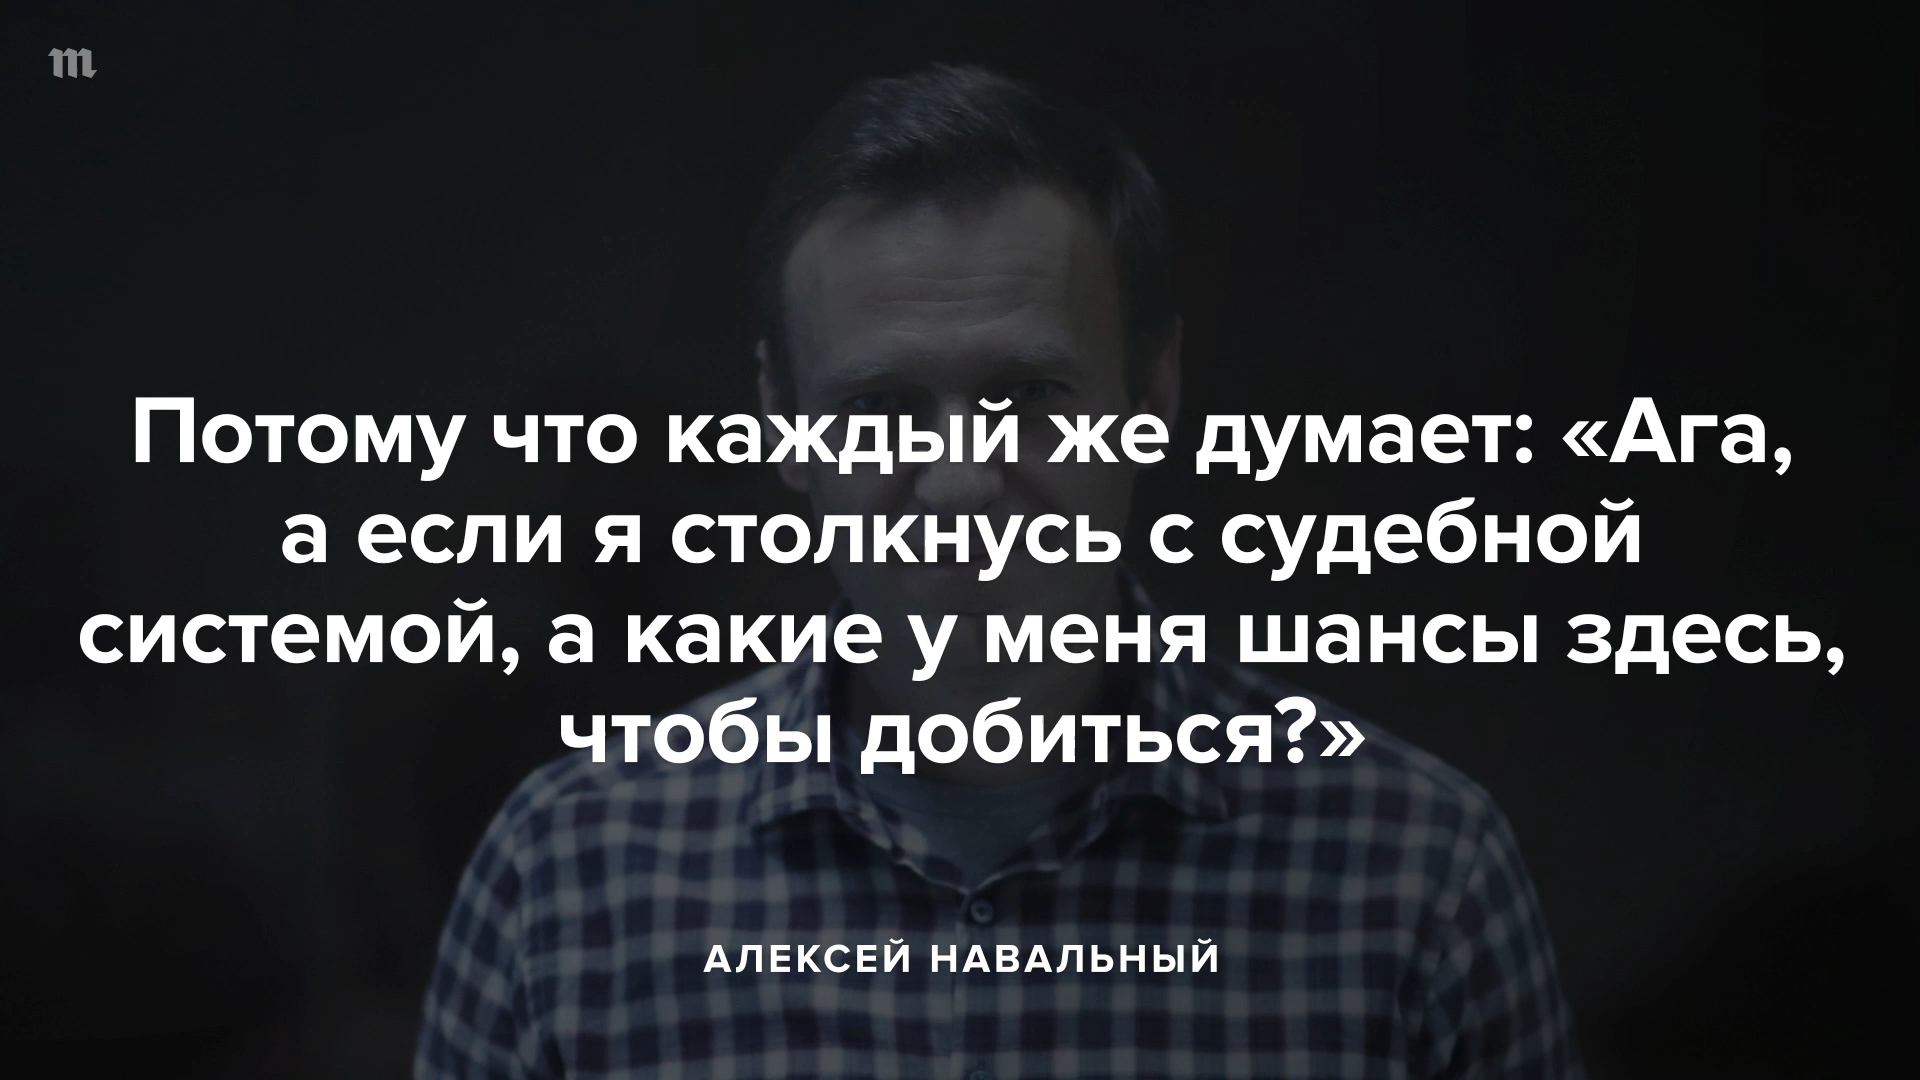 m
Потому что каждый же думает: «Ага,
а если я столкнусь с судебной
системой, а какие у меня шансы здесь,
чтобы добиться?»
АЛЕКСЕЙ НАВАЛЬНЫЙ